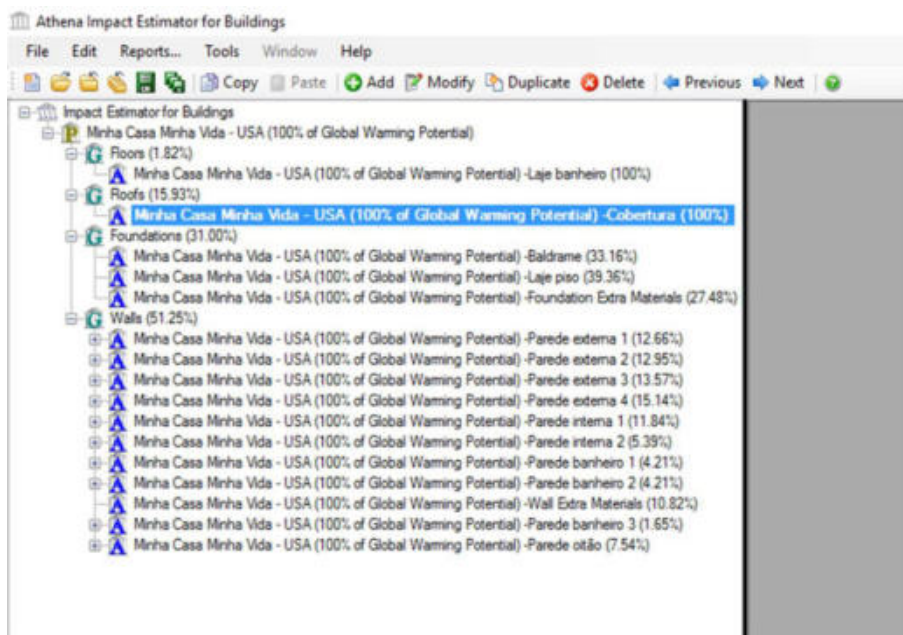 Athena Impact Estimator for Buildings
File Edit Reports... Tools Window Help
Copy Paste Add Modify Duplicate Delete Previous Next
Impact Estimator for Buildings
P Minha Casa Minha Vida - USA (100% of Global Warming Potential)
G Floors (1.82%)
A Minha Casa Minha Vida - USA (100% of Global Warming Potential) -Laje banheiro (100%)
G Roofs (15.93%)
A Minha Casa Minha Vida - USA (100% of Global Warming Potential) -Cobertura (100%)
G Foundations (31.00%)
A Minha Casa Minha Vida - USA (100% of Global Warming Potential) -Baldrame (33.16%)
A Minha Casa Minha Vida - USA (100% of Global Warming Potential) -Laje piso (39.36%)
A Minha Casa Minha Vida - USA (100% of Global Warming Potential) -Foundation Extra Materials (27.48%)
G Walls (51.25%)
A Minha Casa Minha Vida - USA (100% of Global Warming Potential) -Parede externa 1 (12.66%)
A Minha Casa Minha Vida - USA (100% of Global Warming Potential) -Parede externa 2 (12.95%)
A Minha Casa Minha Vida - USA (100% of Global Warming Potential) -Parede externa 3 (13.57%)
A Minha Casa Minha Vida - USA (100% of Global Warming Potential) -Parede externa 4 (15.14%)
A Minha Casa Minha Vida - USA (100% of Global Warming Potential) -Parede interna 1 (11.84%)
A Minha Casa Minha Vida - USA (100% of Global Warming Potential) -Parede interna 2 (5.39%)
A Minha Casa Minha Vida - USA (100% of Global Warming Potential) -Parede banheiro 1 (4.21%)
A Minha Casa Minha Vida - USA (100% of Global Warming Potential) -Parede banheiro 2 (4.21%)
A Minha Casa Minha Vida - USA (100% of Global Warming Potential) -Wall Extra Materials (10.82%)
A Minha Casa Minha Vida - USA (100% of Global Warming Potential) -Parede banheiro 3 (1.65%)
A Minha Casa Minha Vida - USA (100% of Global Warming Potential) -Parede oitão (7.54%)